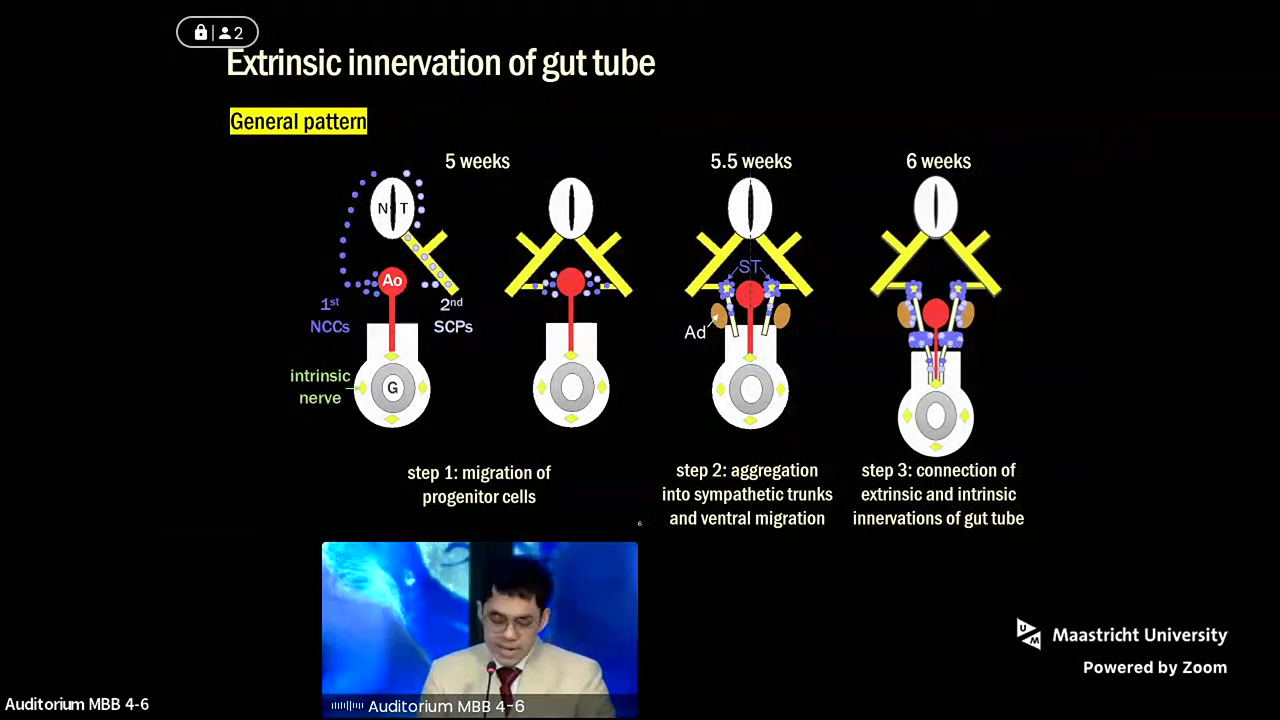 2
Extrinsic innervation of gut tube
General pattern
5 weeks
5.5 weeks
6 weeks
N T
Ao
ST
1st
NCCs
2nd
SCPs
Ad
intrinsic
nerve
G
step 1: migration of
progenitor cells
step 2: aggregation
into sympathetic trunks
and ventral migration
step 3: connection of
extrinsic and intrinsic
innervations of gut tube
6
UM
Maastricht University
Powered by Zoom
Auditorium MBB 4-6
Auditorium MBB 4-6